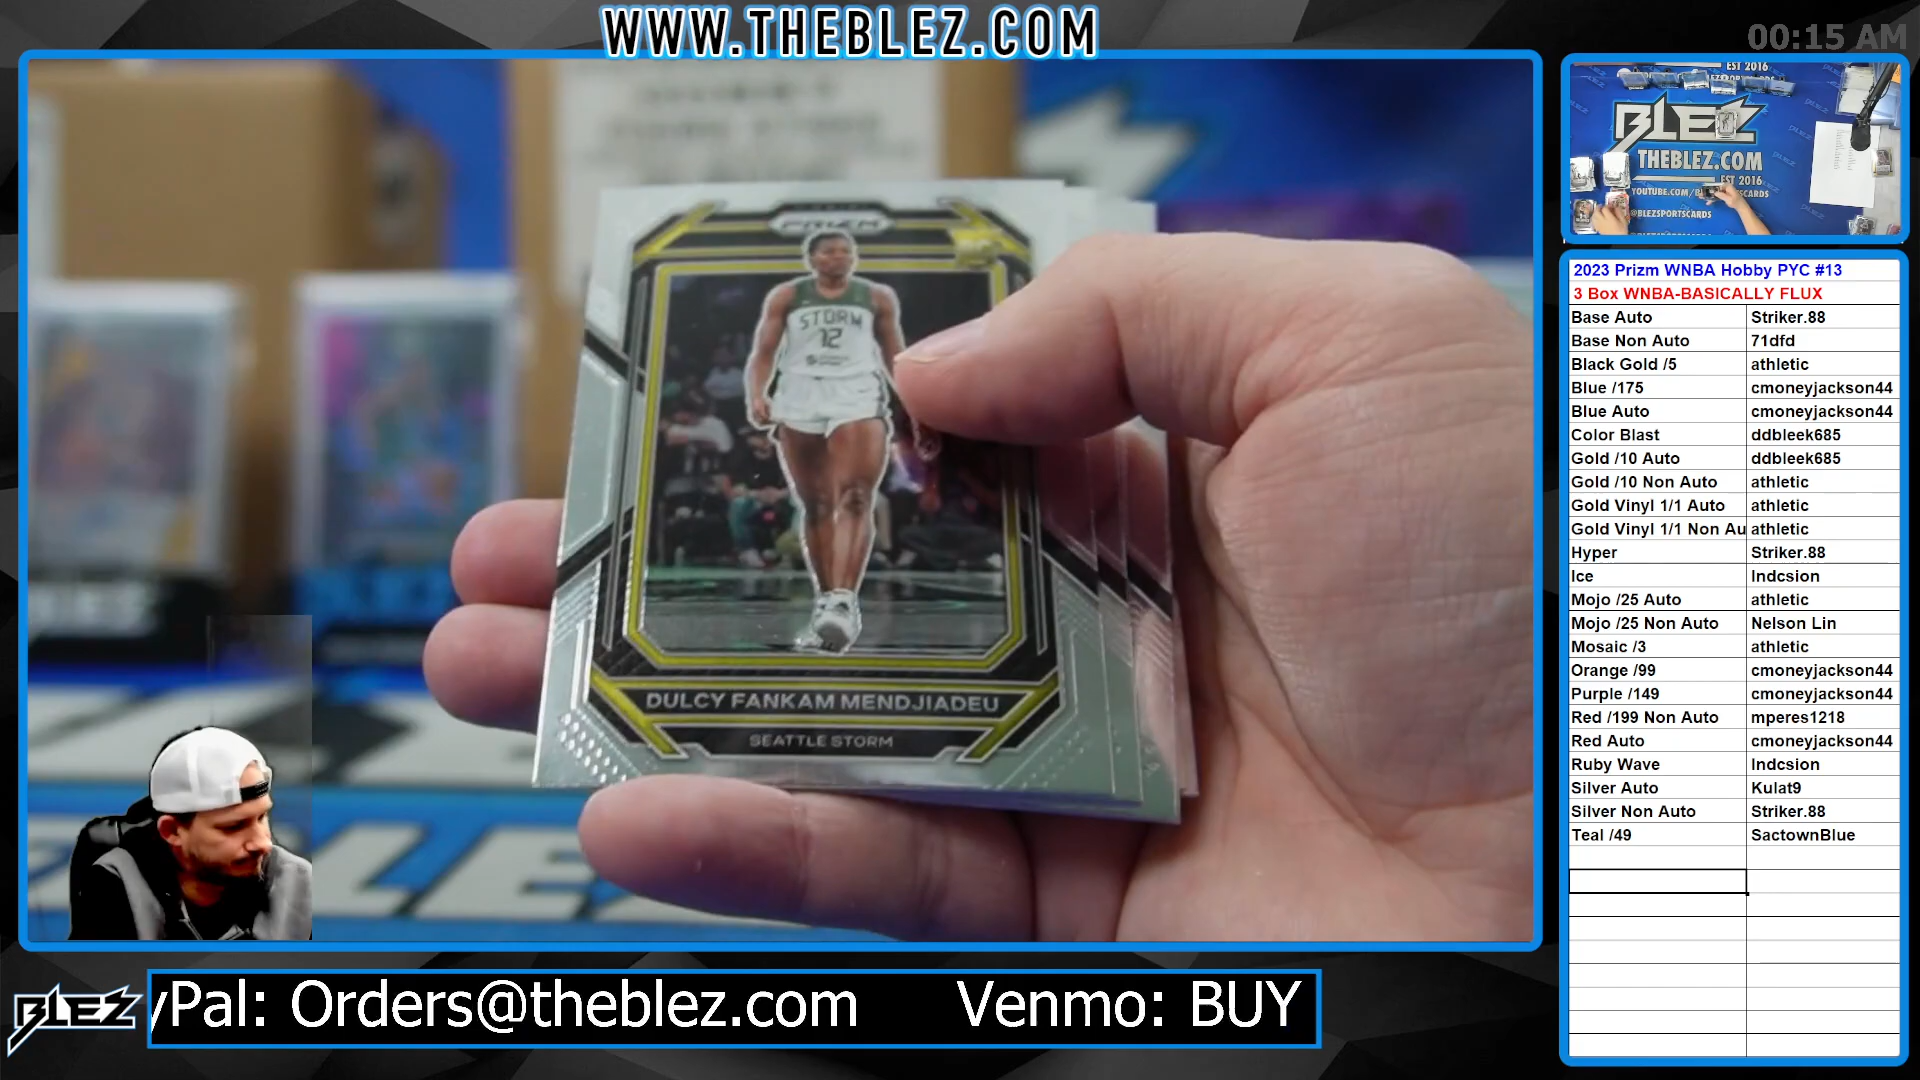 WWW.THEBLEZ.COM
00:15 AM
PRIZM
STORM
12
DULCY FANKAM MENDJIADEU
SEATTLE STORM
EST 2016
BLEZ
THEBLEZ.COM
EST 2016
@BLEZSPORTSCARDS
2023 Prizm WNBA Hobby PYC #13
3 Box WNBA-BASICALLY FLUX
Base Auto Striker.88
Base Non Auto 71dfd
Black Gold /5 athletic
Blue /175 cmoneyjackson44
Blue Auto cmoneyjackson44
Color Blast ddbleek685
Gold /10 Auto ddbleek685
Gold /10 Non Auto athletic
Gold Vinyl 1/1 Auto athletic
Gold Vinyl 1/1 Non Au athletic
Hyper Striker.88
Ice Indcsion
Mojo /25 Auto athletic
Mojo /25 Non Auto Nelson Lin
Mosaic /3 athletic
Orange /99 cmoneyjackson44
Purple /149 cmoneyjackson44
Red /199 Non Auto mperes1218
Red Auto cmoneyjackson44
Ruby Wave Indcsion
Silver Auto Kulat9
Silver Non Auto Striker.88
Teal /49 SactownBlue
BLEZ
yPal: Orders@theblez.com Venmo: BUY